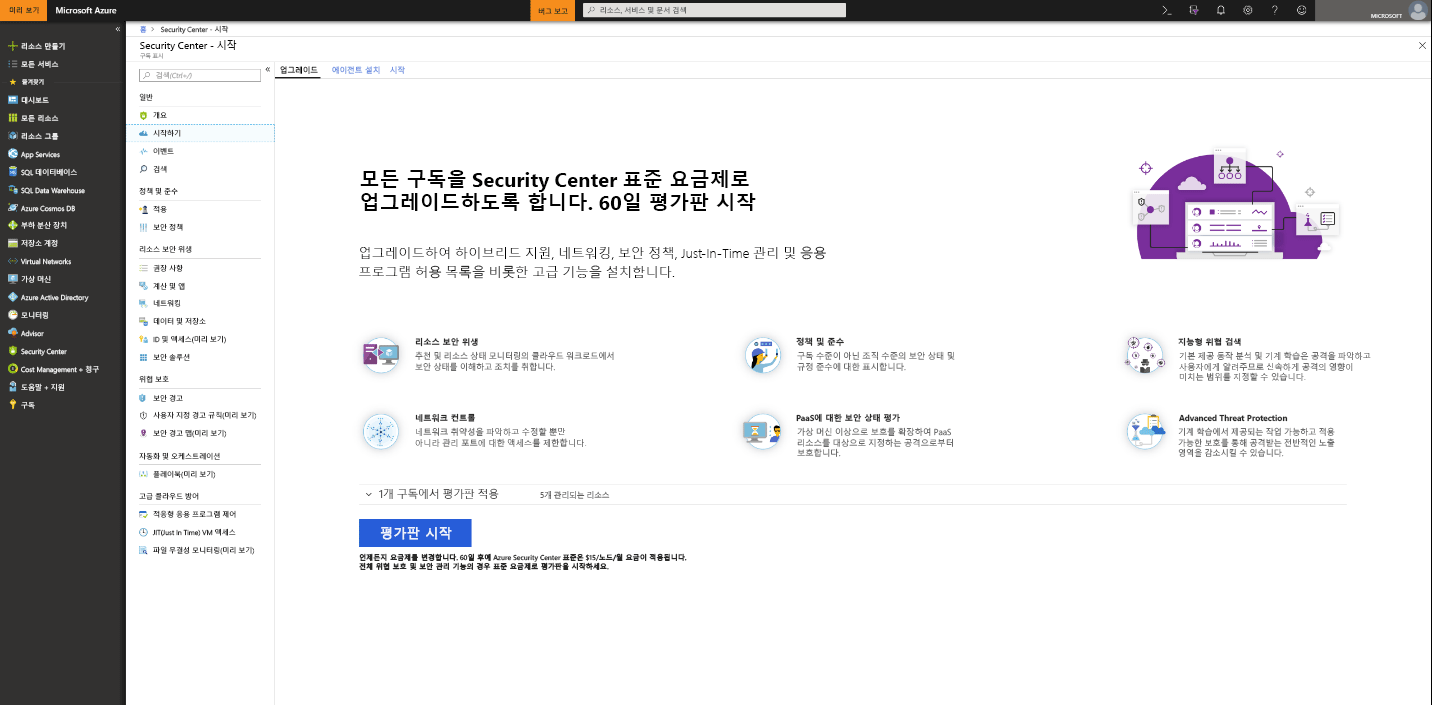 미리 보기
Microsoft Azure
버그 보고
리소스, 서비스 및 문서 검색
MICROSOFT
리소스 만들기
모든 서비스
즐겨찾기
대시보드
모든 리소스
리소스 그룹
App Services
SQL 데이터베이스
SQL Data Warehouse
Azure Cosmos DB
부하 분산 장치
저장소 계정
Virtual Networks
가상 머신
Azure Active Directory
모니터링
Advisor
Security Center
Cost Management + 청구
도움말 + 지원
구독
홈 > Security Center - 시작
Security Center - 시작
구독 표시
검색(Ctrl+/)
일반
개요
시작하기
이벤트
검색
정책 및 준수
적용
보안 정책
리소스 보안 위생
권장 사항
계산 및 앱
네트워킹
데이터 및 저장소
ID 및 액세스(미리 보기)
보안 솔루션
위협 보호
보안 경고
사용자 지정 경고 규칙(미리 보기)
보안 경고 맵(미리 보기)
자동화 및 오케스트레이션
플레이북(미리 보기)
고급 클라우드 방어
적응형 응용 프로그램 제어
JIT(Just In Time) VM 액세스
파일 무결성 모니터링(미리 보기)
업그레이드 에이전트 설치 시작
모든 구독을 Security Center 표준 요금제로
업그레이드하도록 합니다. 60일 평가판 시작
업그레이드하여 하이브리드 지원, 네트워킹, 보안 정책, Just-In-Time 관리 및 응용
프로그램 허용 목록을 비롯한 고급 기능을 설치합니다.
리소스 보안 위생
추천 및 리소스 상태 모니터링의 클라우드 워크로드에서
보안 상태를 이해하고 조치를 취합니다.
정책 및 준수
구독 수준이 아닌 조직 수준의 보안 상태 및
규정 준수에 대한 표시합니다.
지능형 위협 검색
기본 제공 동작 분석 및 기계 학습은 공격을 파악하고
사용자에게 알려주므로 신속하게 공격의 영향이
미치는 범위를 지정할 수 있습니다.
네트워크 컨트롤
네트워크 취약성을 파악하고 수정할 뿐만
아니라 관리 포트에 대한 액세스를 제한합니다.
PaaS에 대한 보안 상태 평가
가상 머신 이상으로 보호를 확장하여 PaaS
리소스를 대상으로 지정하는 공격으로부터
보호합니다.
Advanced Threat Protection
기계 학습에서 제공되는 작업 가능하고 적응
가능한 보호를 통해 공격받는 전반적인 노출
영역을 감소시킬 수 있습니다.
1개 구독에서 평가판 적용 5개 관리되는 리소스
평가판 시작
언제든지 요금제를 변경합니다. 60일 후에 Azure Security Center 표준은 $15/노드/월 요금이 적용됩니다.
전체 위협 보호 및 보안 관리 기능의 경우 표준 요금제로 평가판을 시작하세요.